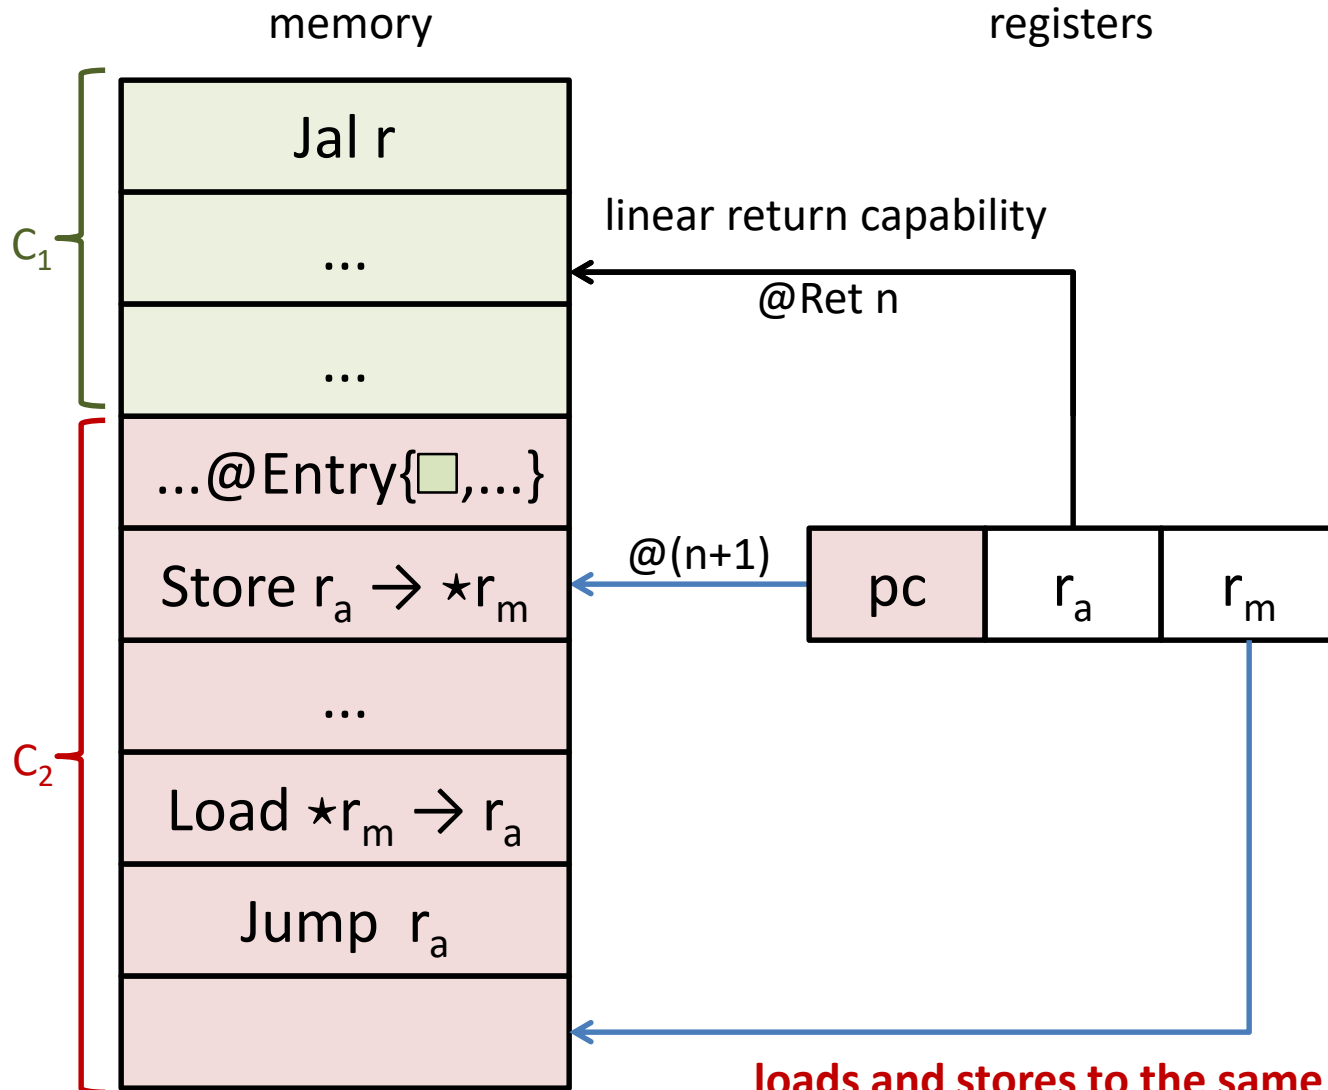 memory
registers
Jal r
linear return capability
C₁
...
@Ret n
...
...@Entry{ ,...}
@(n+1)
Store rₐ → ⋆rₘ
pc
rₐ
rₘ
...
C₂
Load ⋆rₘ → rₐ
Jump rₐ
loads and stores to the same